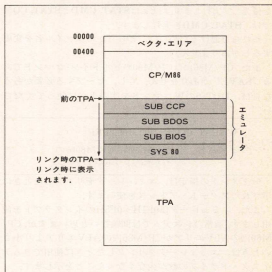 00000
ベクタ・エリア
00400
CP/M86
前のTPA
SUB CCP
SUB BDOS
SUB BIOS
SYS 80
エミュレータ
リンク時のTPA
リンク時に表示
されます。
TPA